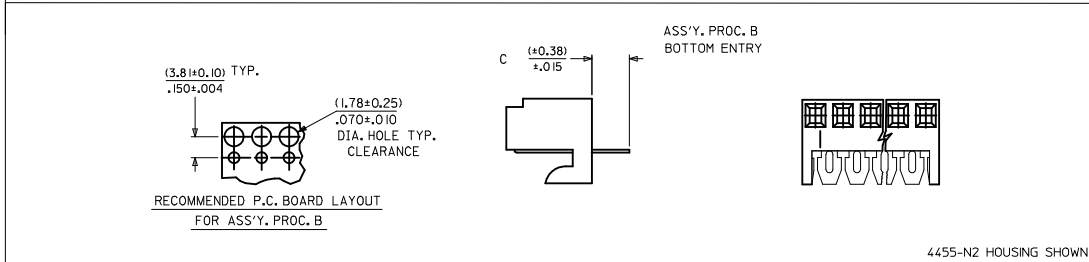 (3.81±0.10) TYP.
.150±.004
(1.78±0.25)
.070±.010
DIA. HOLE TYP.
CLEARANCE
RECOMMENDED P.C. BOARD LAYOUT
FOR ASS'Y. PROC. B
C (±0.38)
±.015
ASS'Y. PROC. B
BOTTOM ENTRY
4455-N2 HOUSING SHOWN